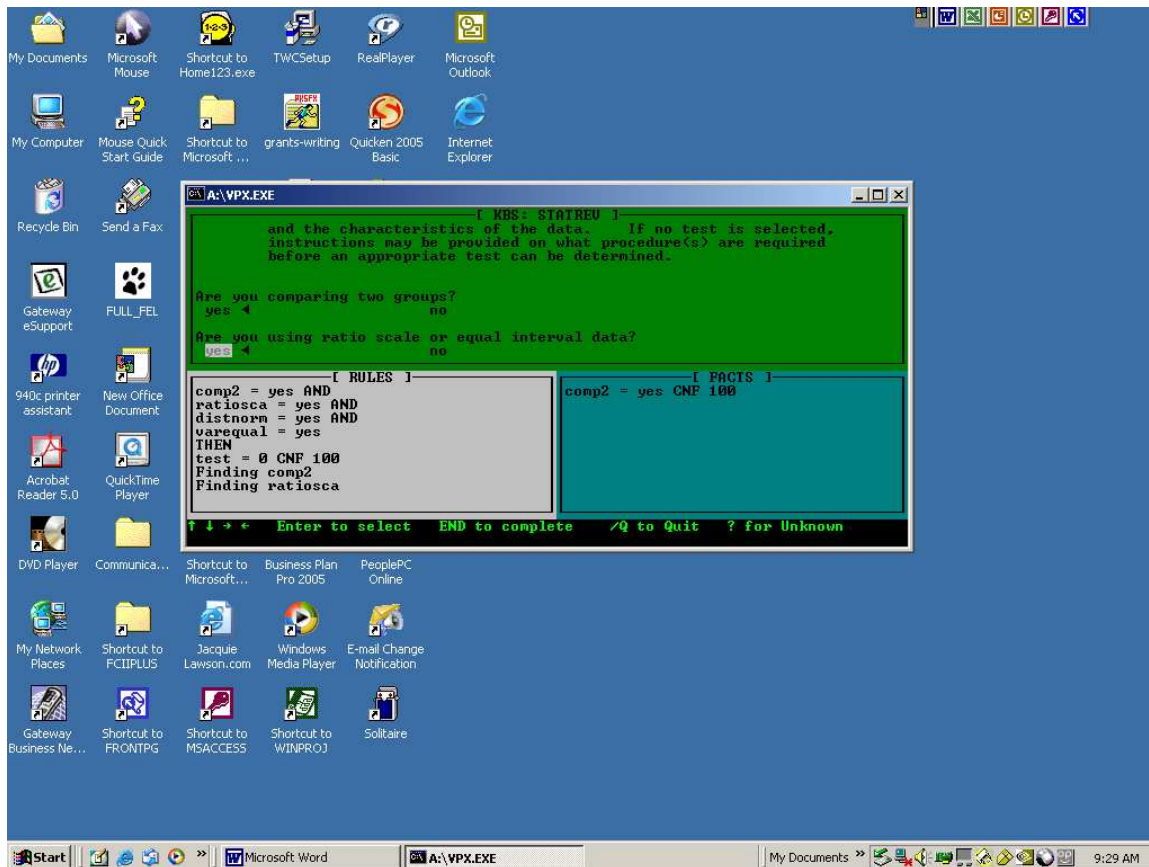 My Documents
Microsoft
Mouse
Shortcut to
Home123.exe
TWCSetup
RealPlayer
Microsoft
Outlook
My Computer
Mouse Quick
Start Guide
Shortcut to
Microsoft ...
grants-writing
Quicken 2005
Basic
Internet
Explorer
Recycle Bin
Send a Fax
A:\VPX.EXE
[ KBS: STATREV ]
and the characteristics of the data. If no test is selected,
instructions may be provided on what procedure(s) are required
before an appropriate test can be determined.
Are you comparing two groups?
yes ◄ no
Are you using ratio scale or equal interval data?
yes ◄ no
[ RULES ]
comp2 = yes AND
ratiosca = yes AND
distnorm = yes AND
varequal = yes
THEN
test = 0 CNF 100
Finding comp2
Finding ratiosca
[ FACTS ]
comp2 = yes CNF 100
↑ ↓ → ← Enter to select END to complete /Q to Quit ? for Unknown
Gateway
eSupport
FULL_FEL
940c printer
assistant
New Office
Document
Acrobat
Reader 5.0
QuickTime
Player
DVD Player
Communica...
Shortcut to
Microsoft...
Business Plan
Pro 2005
PeoplePC
Online
My Network
Places
Shortcut to
FCIIPLUS
Jacquie
Lawson.com
Windows
Media Player
E-mail Change
Notification
Gateway
Business Ne...
Shortcut to
FRONTPG
Shortcut to
MSACCESS
Shortcut to
WINPROJ
Solitaire
Start
»
Microsoft Word
A:\VPX.EXE
My Documents »
9:29 AM